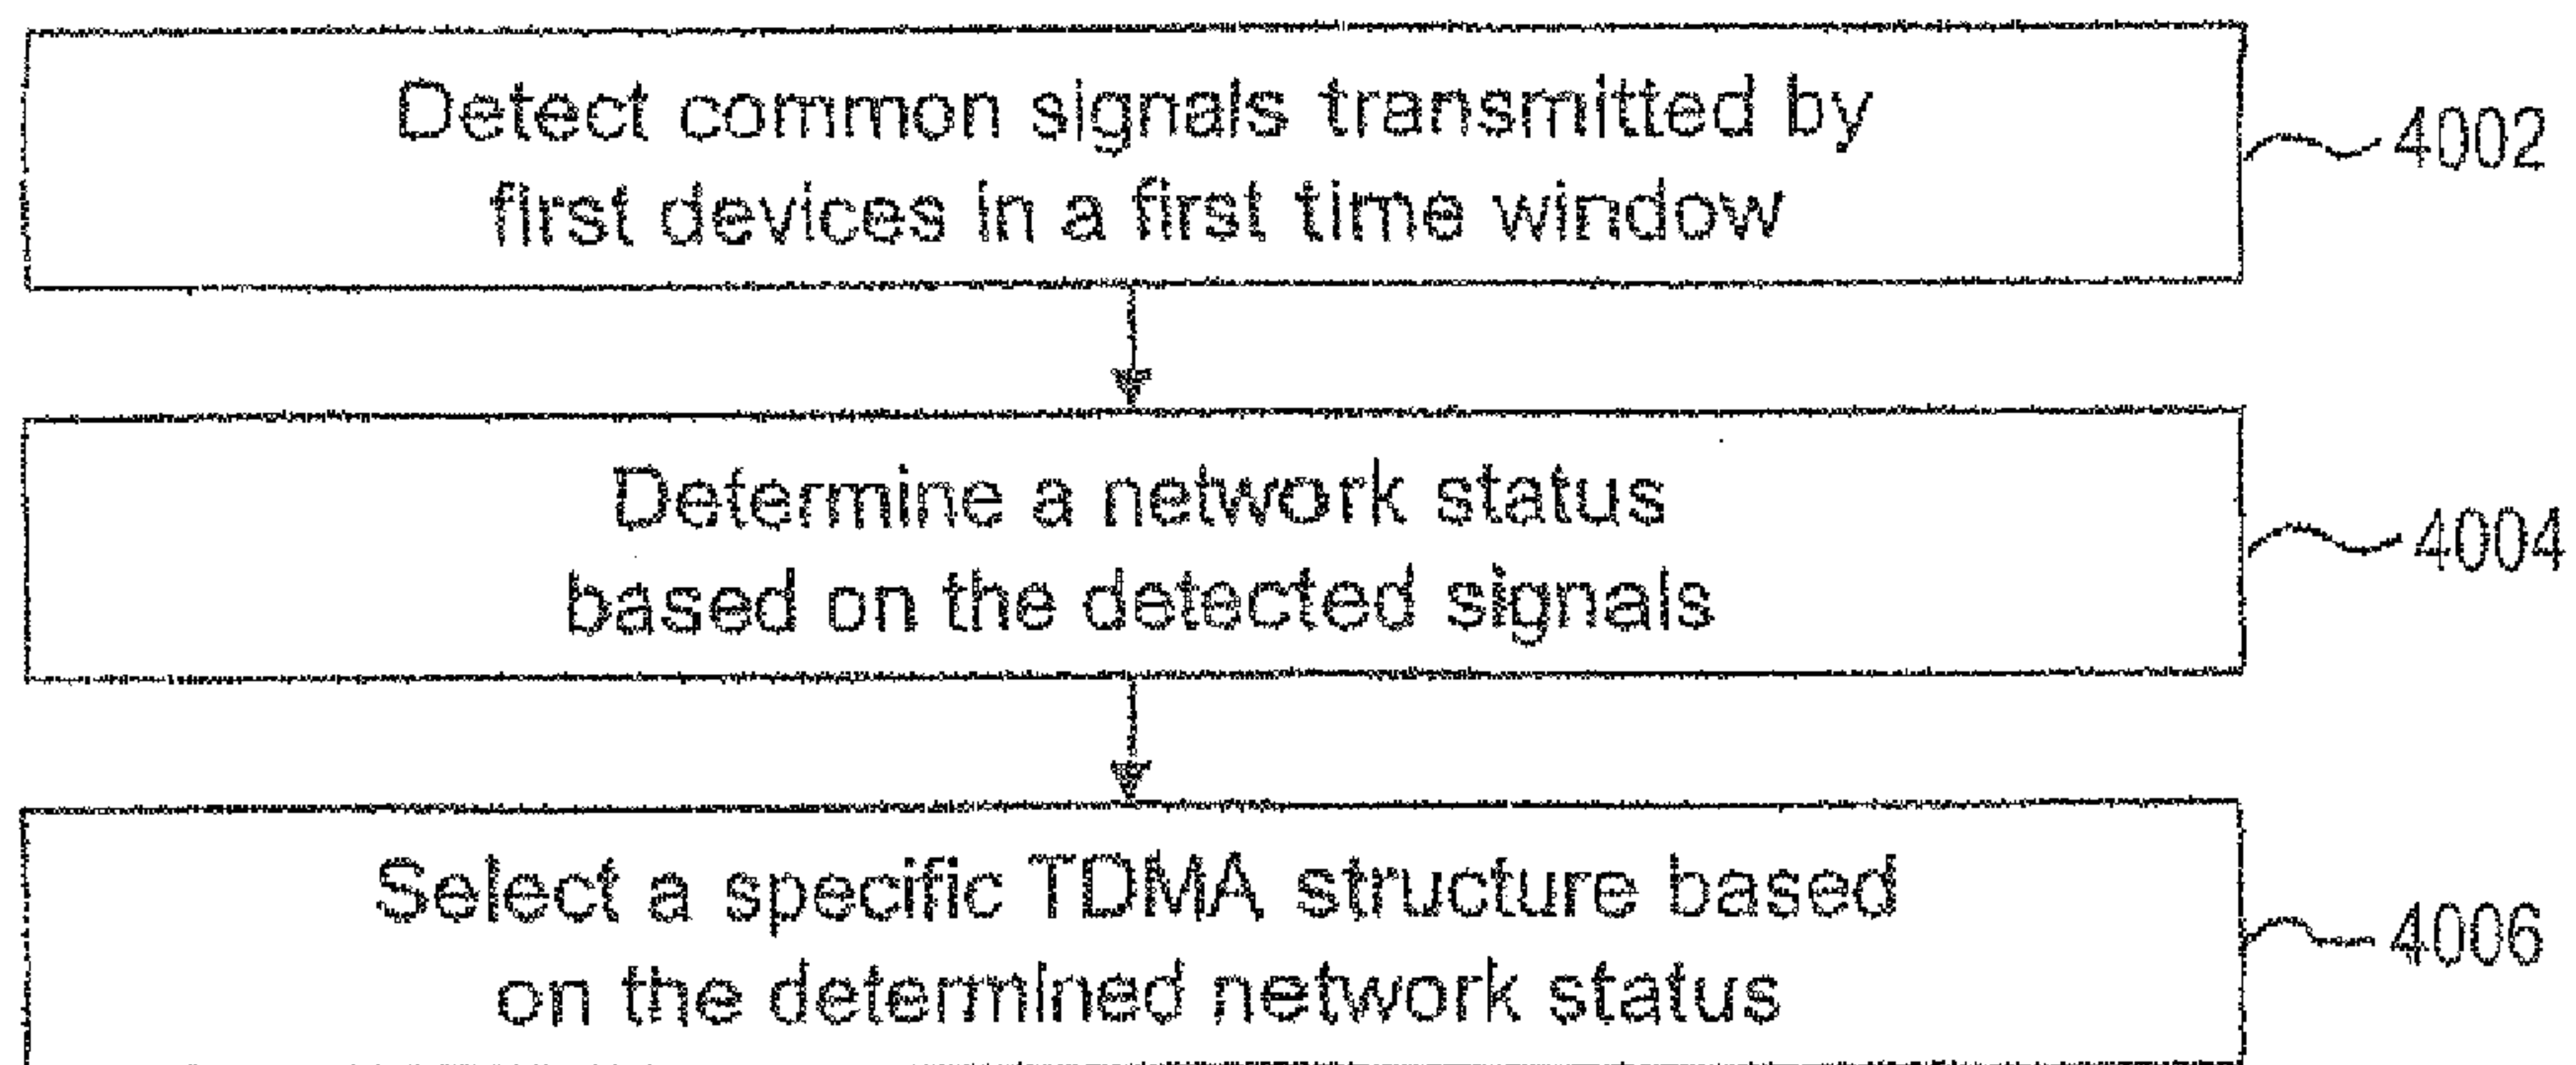 Detect common signals transmitted by
first devices in a first time window
4002
Determine a network status
based on the detected signals
4004
Select a specific TDMA structure based
on the determined network status
4006